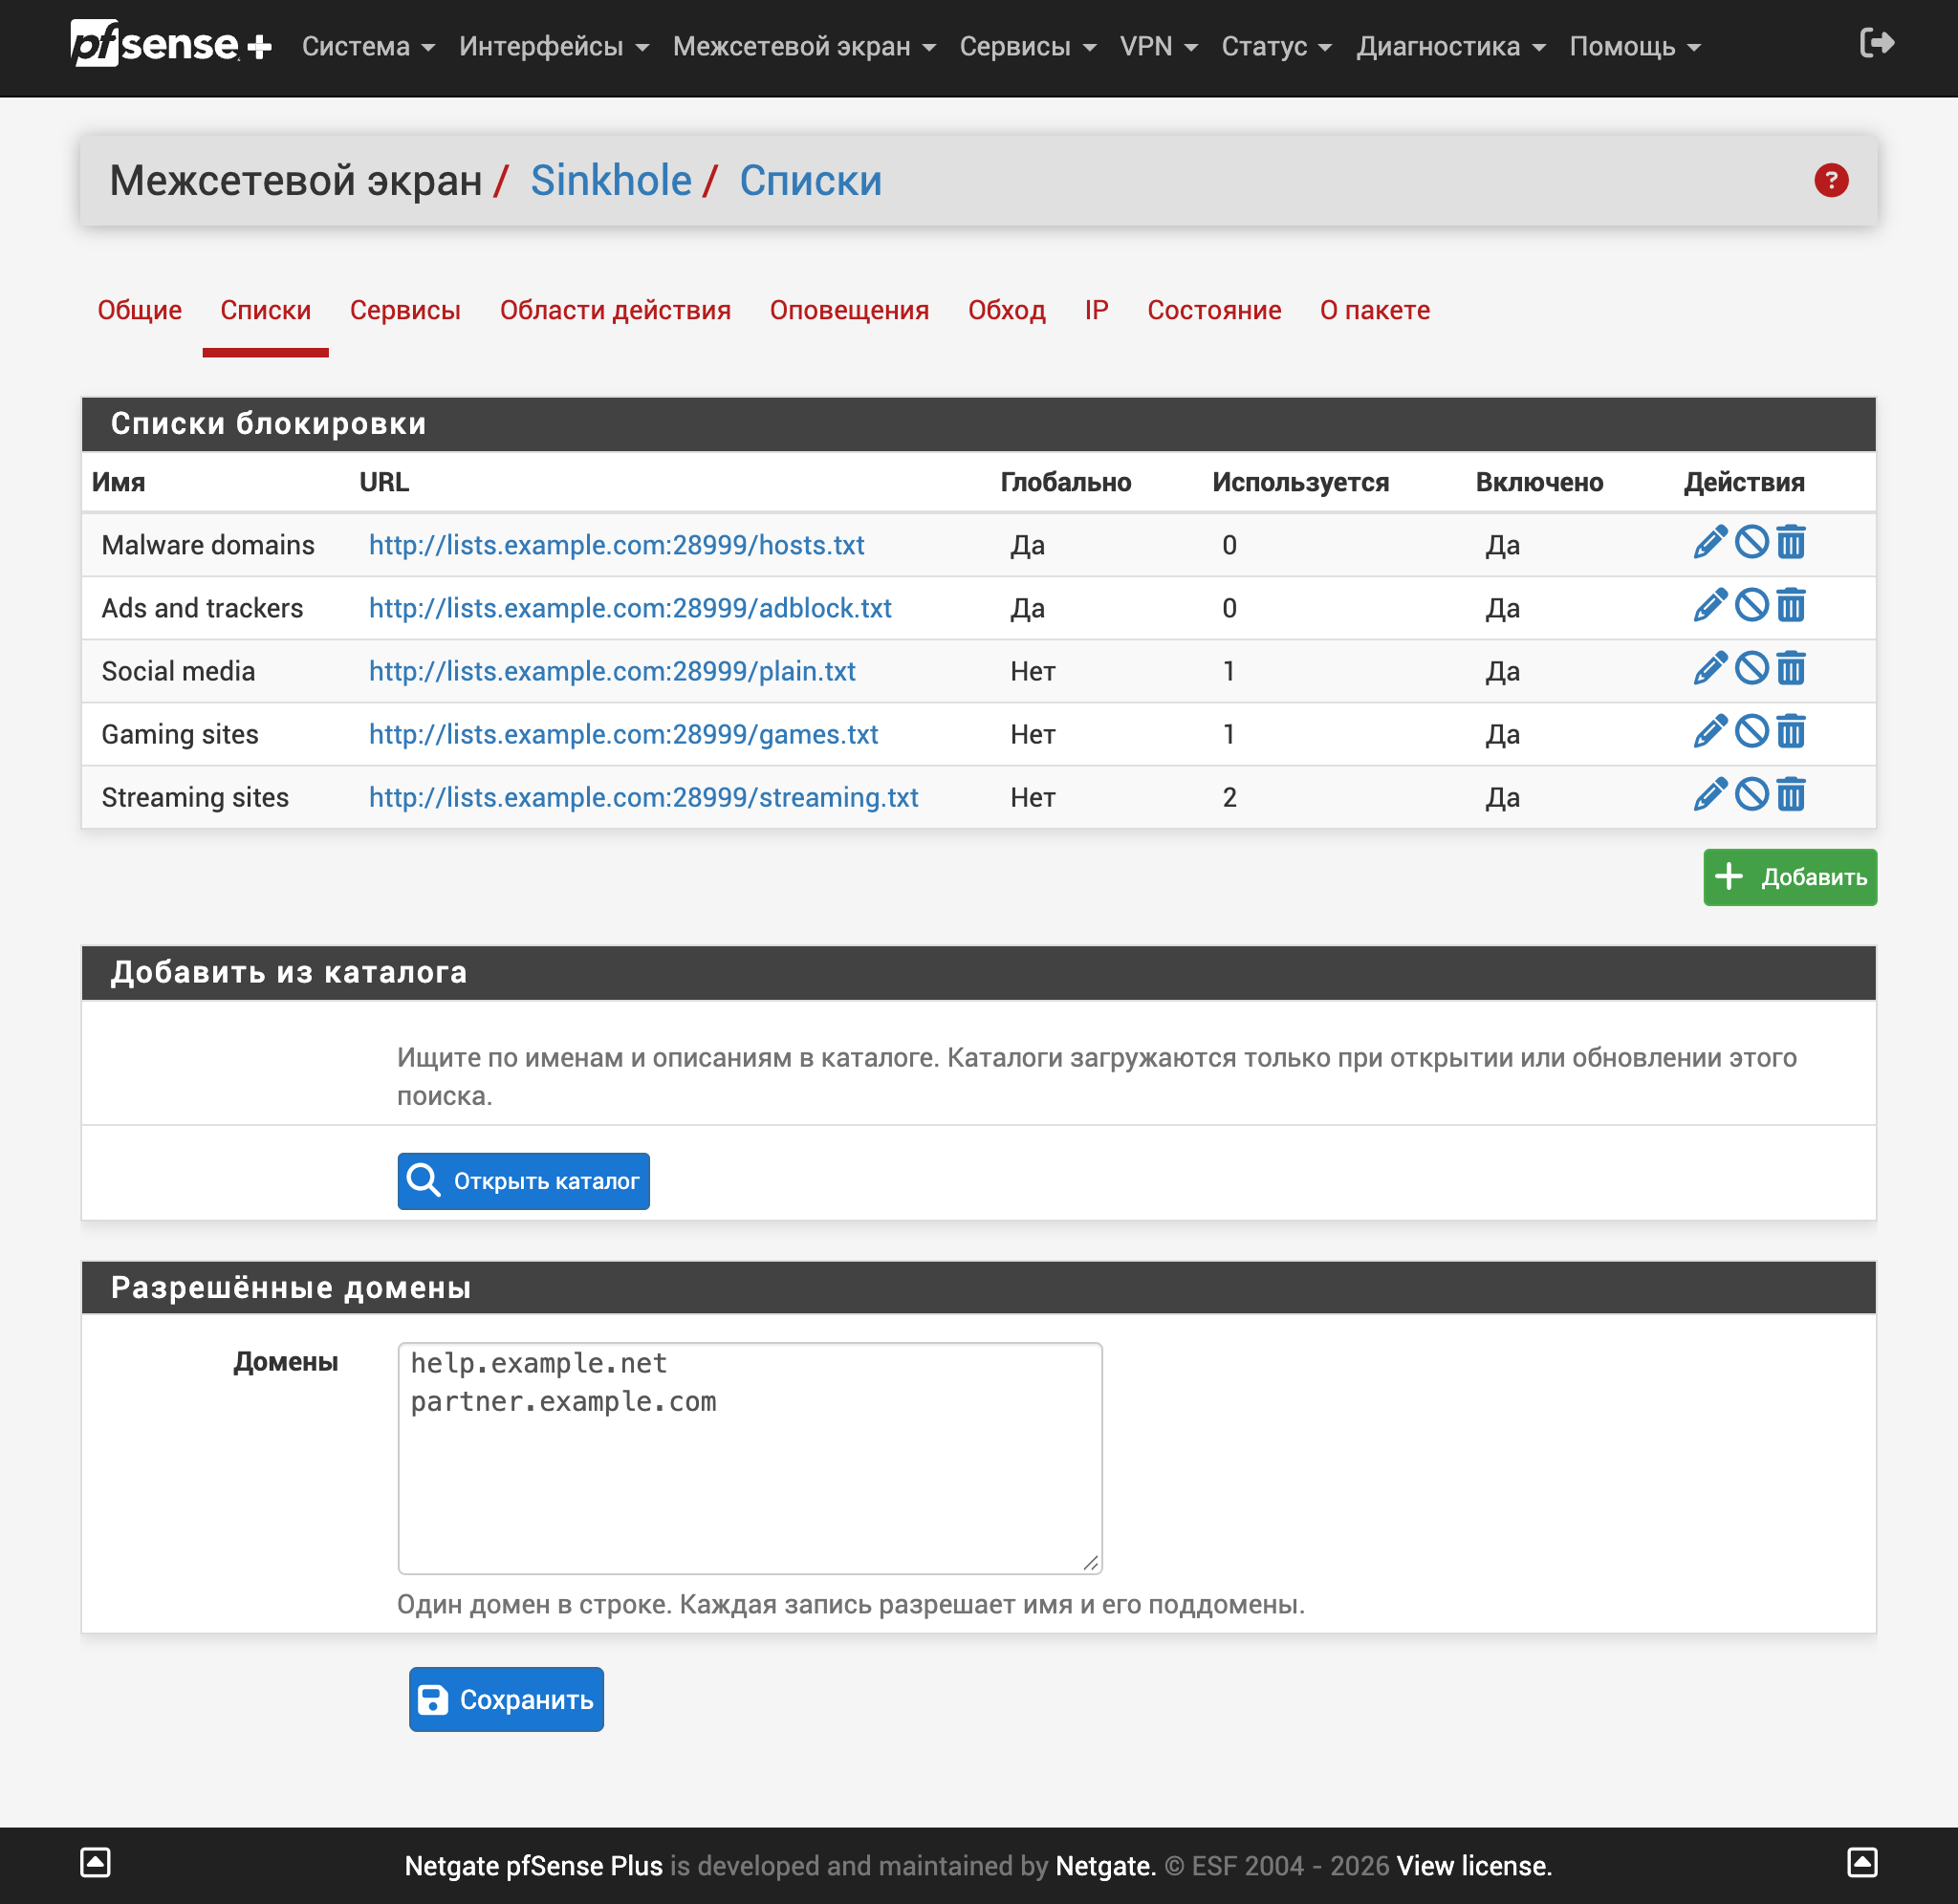 pfsense+ Система Интерфейсы Межсетевой экран Сервисы VPN Статус Диагностика Помощь
Межсетевой экран / Sinkhole / Списки ?
Общие Списки Сервисы Области действия Оповещения Обход IP Состояние О пакете
Списки блокировки
Имя URL Глобально Используется Включено Действия
Malware domains http://lists.example.com:28999/hosts.txt Да 0 Да
Ads and trackers http://lists.example.com:28999/adblock.txt Да 0 Да
Social media http://lists.example.com:28999/plain.txt Нет 1 Да
Gaming sites http://lists.example.com:28999/games.txt Нет 1 Да
Streaming sites http://lists.example.com:28999/streaming.txt Нет 2 Да
Добавить
Добавить из каталога
Ищите по именам и описаниям в каталоге. Каталоги загружаются только при открытии или обновлении этого
поиска.
Открыть каталог
Разрешённые домены
Домены help.example.net
partner.example.com
Один домен в строке. Каждая запись разрешает имя и его поддомены.
Сохранить
Netgate pfSense Plus is developed and maintained by Netgate. © ESF 2004 - 2026 View license.